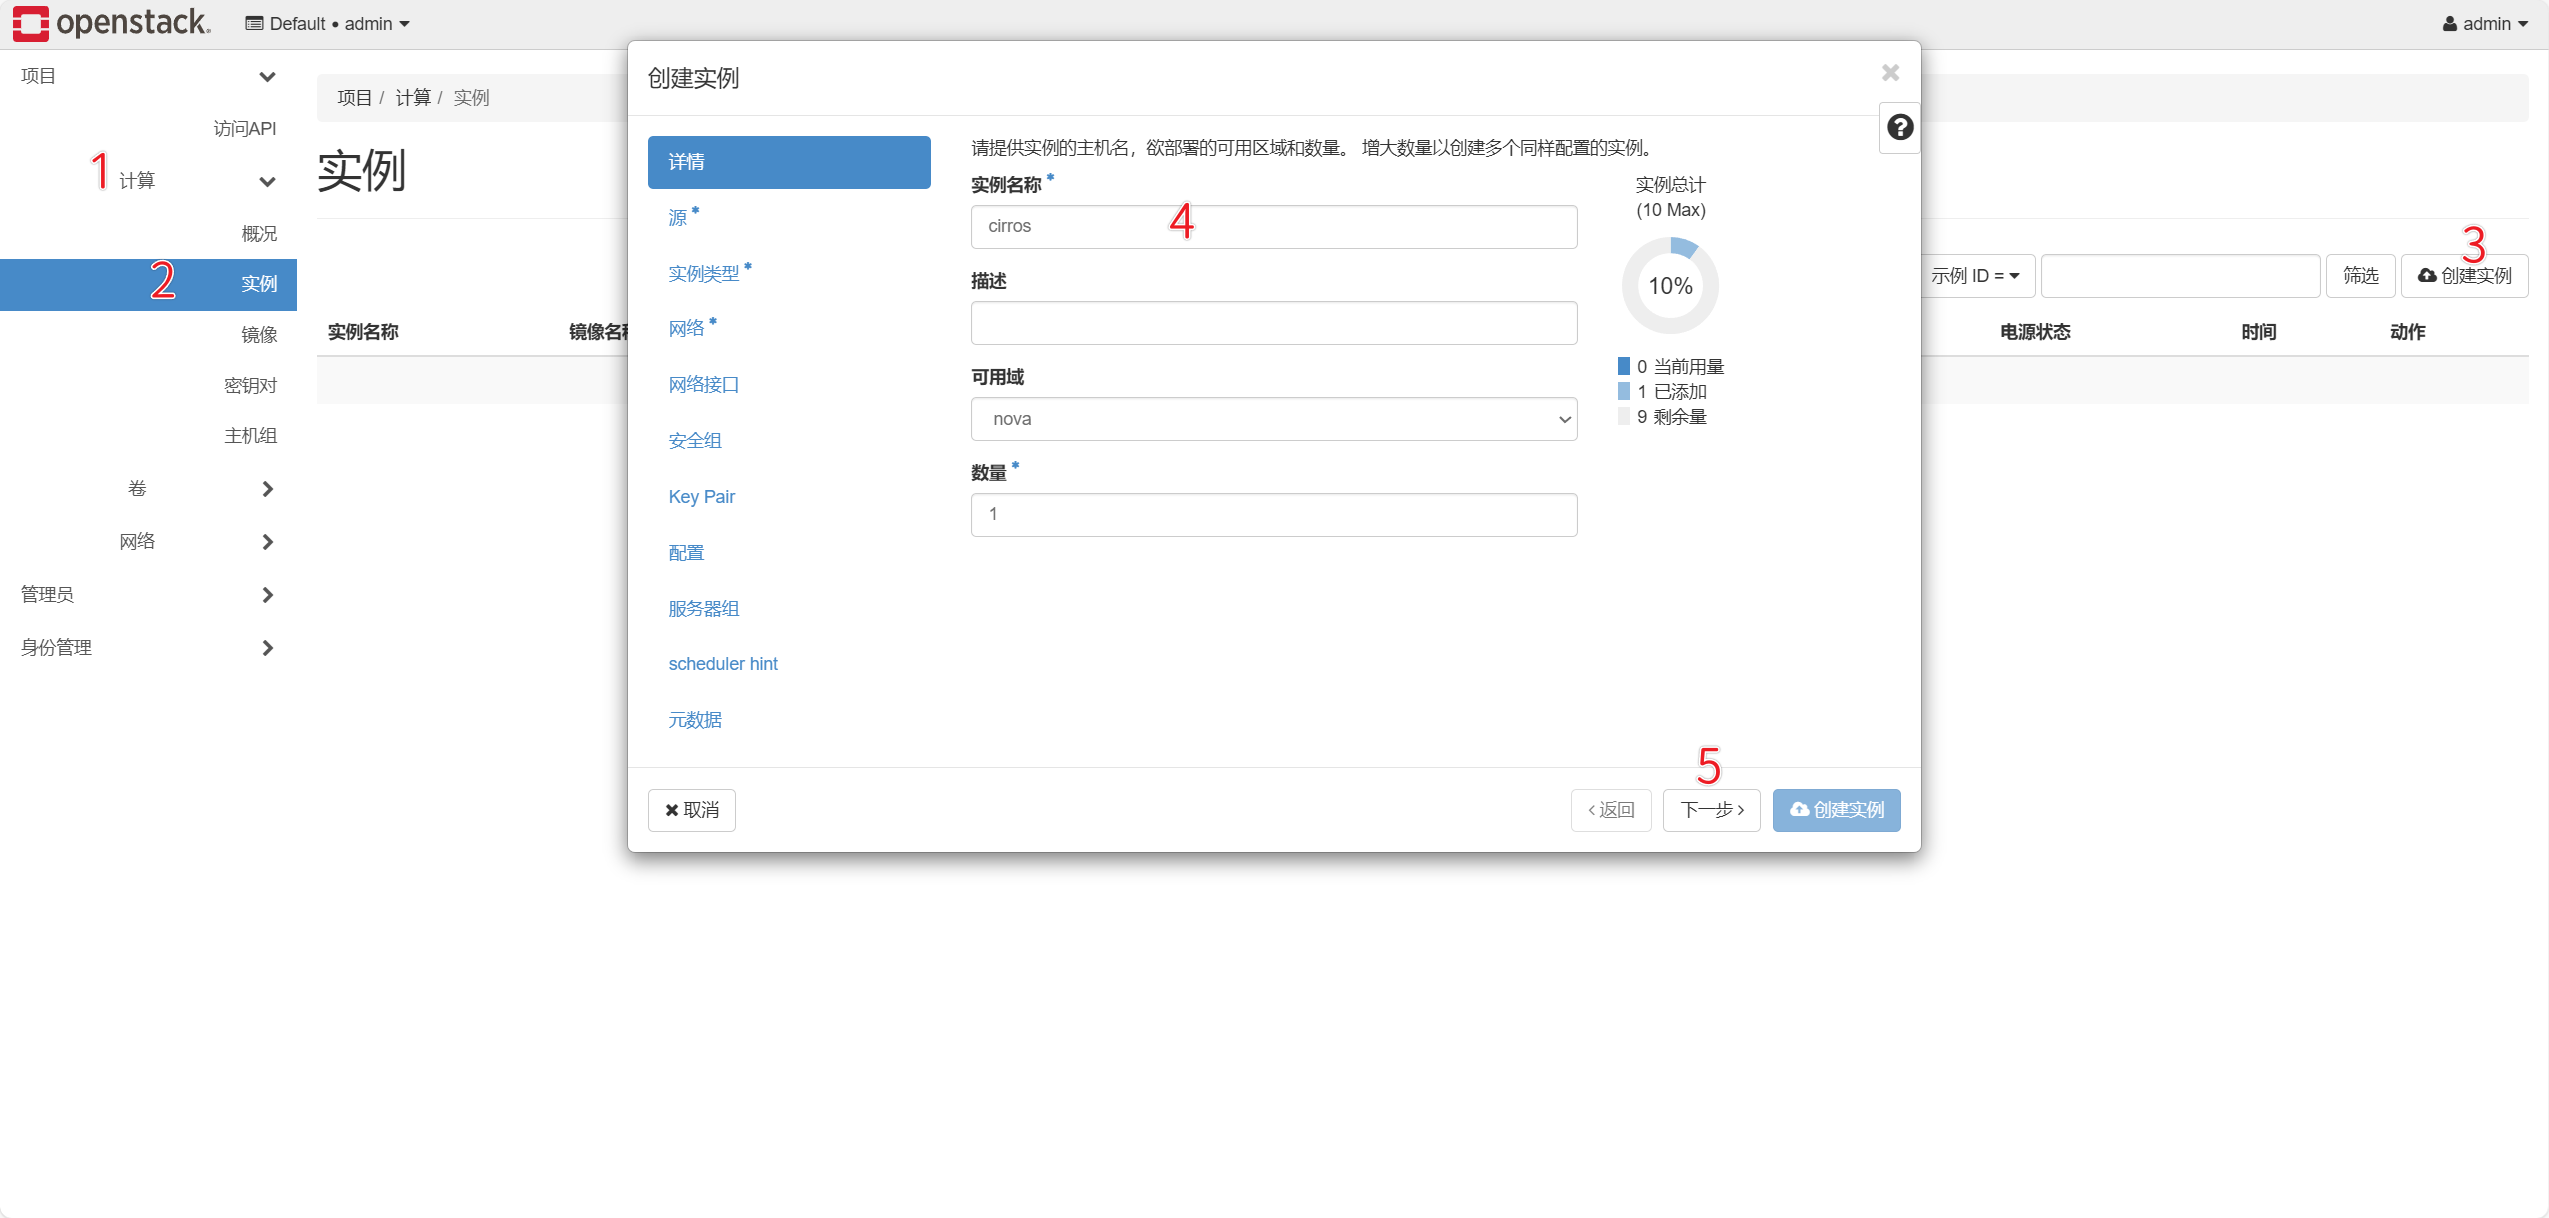 openstack.
Default • admin
admin
项目
访问API
1
计算
概况
2
实例
镜像
密钥对
主机组
卷
网络
管理员
身份管理
项目 / 计算 / 实例
实例
3
示例 ID =
筛选
创建实例
实例名称
镜像名称
电源状态
时间
动作
创建实例
详情
源 *
实例类型 *
网络 *
网络接口
安全组
Key Pair
配置
服务器组
scheduler hint
元数据
请提供实例的主机名，欲部署的可用区域和数量。 增大数量以创建多个同样配置的实例。
实例名称 *
cirros
4
描述
可用域
nova
数量 *
1
实例总计
(10 Max)
10%
0 当前用量
1 已添加
9 剩余量
5
取消
‹ 返回
下一步 ›
创建实例